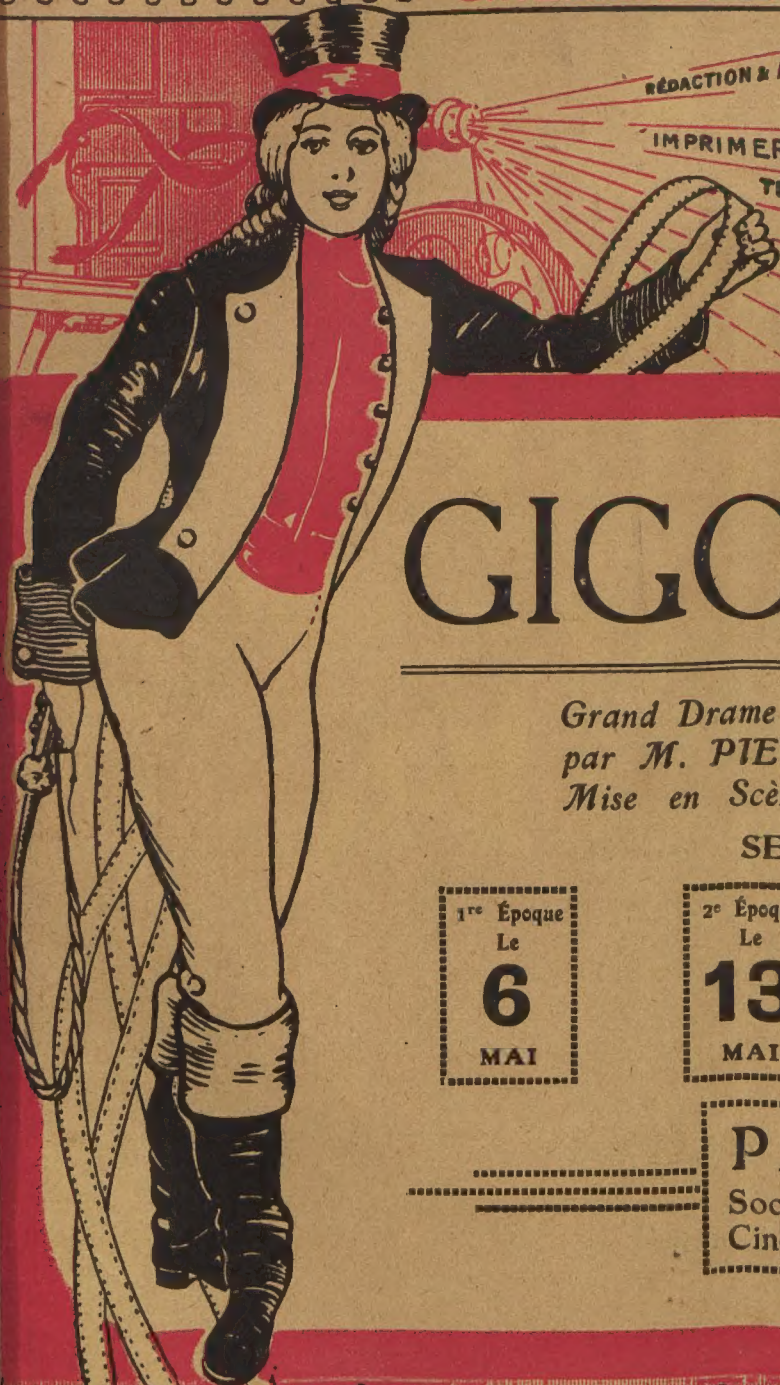 RÉDACTION &
IMPRIMER
GIGO
Grand Drame
par M. PIE
Mise en Scè
SE
1re Époque
Le
6
MAI
2e Époq
Le
13
MAI
P
Soc
Cin